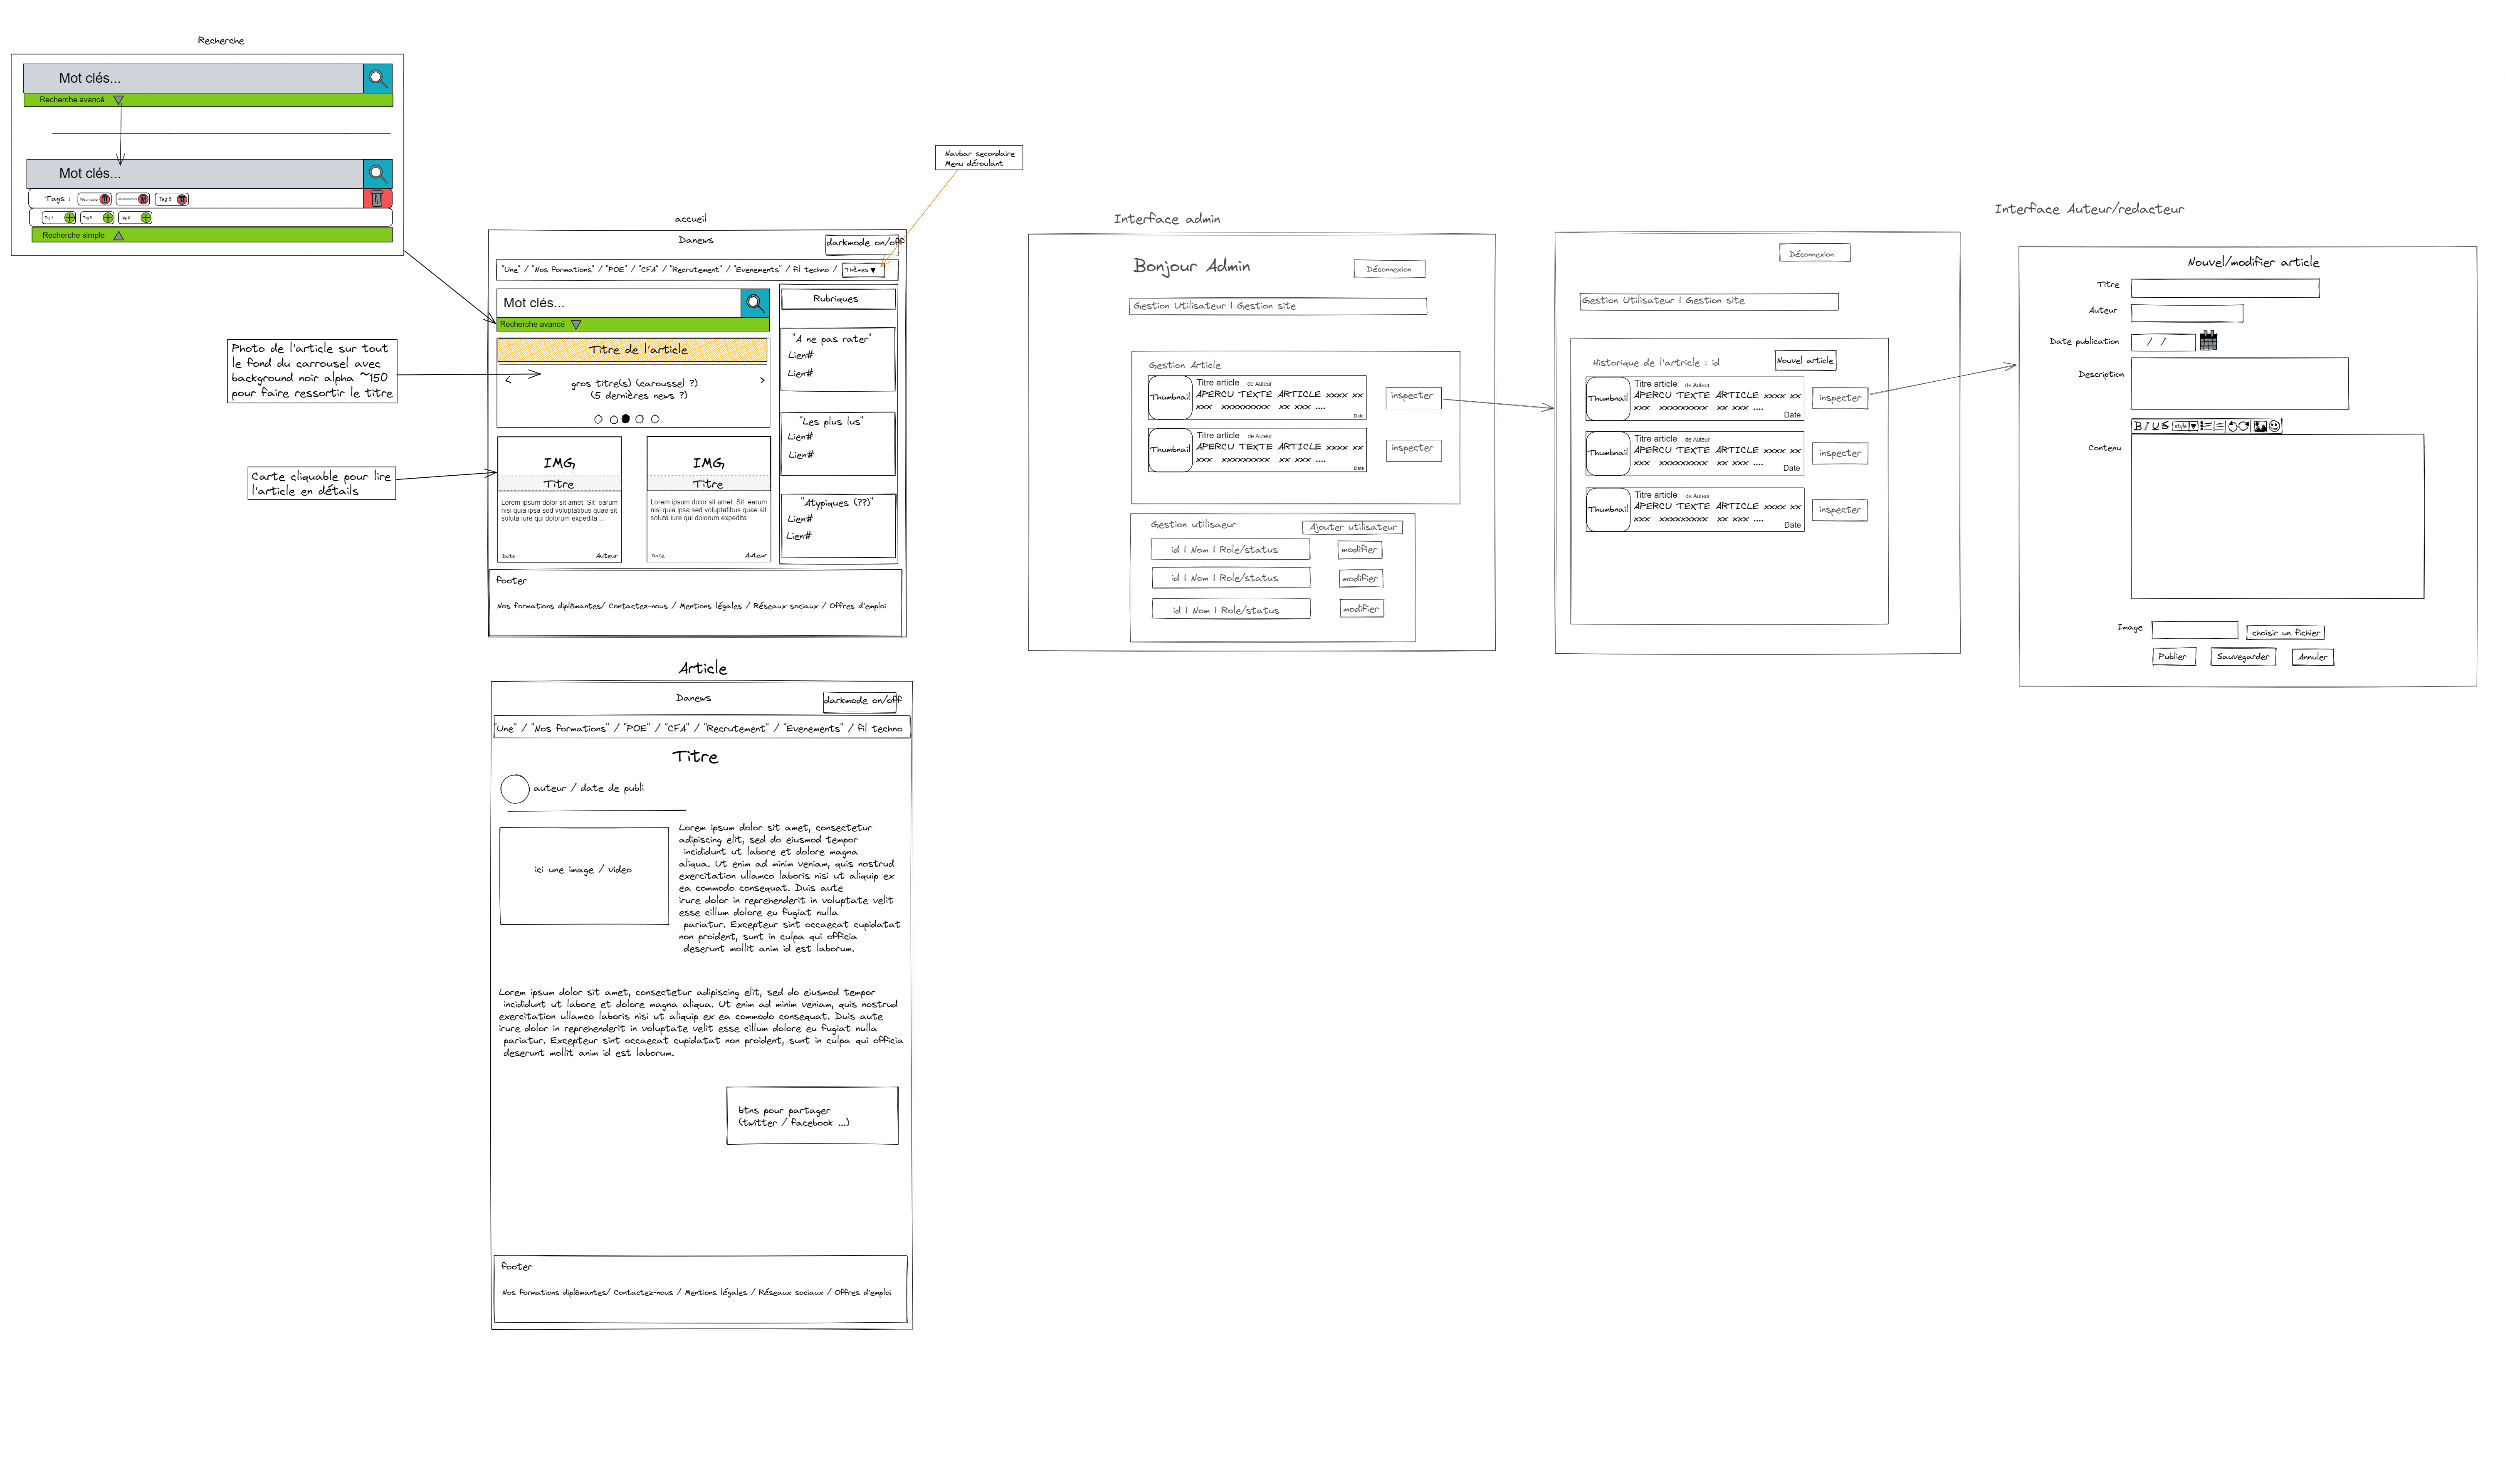 Recherche
Mot clés...
Recherche avancé
Mot clés...
Tags :
Tag 6
Tag 4
Tag 5
Recherche simple
Navbar secondaire
Menu déroulant
Photo de l'article sur tout
le fond du carrousel avec
background noir alpha ~150
pour faire ressortir le titre
Carte cliquable pour lire
l'article en détails
accueil
Danews
darkmode on/off
"Une" / "Nos formations" / "POE" / "CFA" / "Recrutement" / "Evenements" / fil techno /
Thèmes ▼
Mot clés...
Recherche avancé
Titre de l'article
<
gros titre(s) (caroussel ?)
(5 dernières news ?)
>
IMG
Titre
Lorem ipsum dolor sit amet. Sit earum
nisi quia ipsa sed voluptatibus quae sit
soluta iure qui dolorum expedita ...
Date
Auteur
IMG
Titre
Lorem ipsum dolor sit amet. Sit earum
nisi quia ipsa sed voluptatibus quae sit
soluta iure qui dolorum expedita ...
Date
Auteur
Rubriques
"A ne pas rater"
Lien#
Lien#
"Les plus lus"
Lien#
Lien#
"Atypiques (??)"
Lien#
Lien#
footer
Nos formations diplômantes/ Contactez-nous / Mentions légales / Réseaux sociaux / Offres d'emploi
Article
Danews
darkmode on/off
"Une" / "Nos formations" / "POE" / "CFA" / "Recrutement" / "Evenements" / fil techno
Titre
auteur / date de publi
ici une image / video
Lorem ipsum dolor sit amet, consectetur
adipiscing elit, sed do eiusmod tempor
incididunt ut labore et dolore magna
aliqua. Ut enim ad minim veniam, quis nostrud
exercitation ullamco laboris nisi ut aliquip ex
ea commodo consequat. Duis aute
irure dolor in reprehenderit in voluptate velit
esse cillum dolore eu fugiat nulla
pariatur. Excepteur sint occaecat cupidatat
non proident, sunt in culpa qui officia
deserunt mollit anim id est laborum.
Lorem ipsum dolor sit amet, consectetur adipiscing elit, sed do eiusmod tempor
incididunt ut labore et dolore magna aliqua. Ut enim ad minim veniam, quis nostrud
exercitation ullamco laboris nisi ut aliquip ex ea commodo consequat. Duis aute
irure dolor in reprehenderit in voluptate velit esse cillum dolore eu fugiat nulla
pariatur. Excepteur sint occaecat cupidatat non proident, sunt in culpa qui officia
deserunt mollit anim id est laborum.
btns pour partager
(twitter / facebook ...)
footer
Nos formations diplômantes/ Contactez-nous / Mentions légales / Réseaux sociaux / Offres d'emploi
Interface admin
Bonjour Admin
Déconnexion
Gestion Utilisateur | Gestion site
Gestion Article
Thumbnail
Titre article de Auteur
APERCU TEXTE ARTICLE xxxx xx
xxx xxxxxxxxx xx xxx ....
Date
inspecter
Thumbnail
Titre article de Auteur
APERCU TEXTE ARTICLE xxxx xx
xxx xxxxxxxxx xx xxx ....
Date
inspecter
Gestion utilisaeur
Ajouter utilisateur
id | Nom | Role/status
modifier
id | Nom | Role/status
modifier
id | Nom | Role/status
modifier
Déconnexion
Gestion Utilisateur | Gestion site
Historique de l'artricle : id
Nouvel article
Thumbnail
Titre article de Auteur
APERCU TEXTE ARTICLE xxxx xx
xxx xxxxxxxxx xx xxx ....
Date
inspecter
Thumbnail
Titre article de Auteur
APERCU TEXTE ARTICLE xxxx xx
xxx xxxxxxxxx xx xxx ....
Date
inspecter
Thumbnail
Titre article de Auteur
APERCU TEXTE ARTICLE xxxx xx
xxx xxxxxxxxx xx xxx ....
Date
inspecter
Interface Auteur/redacteur
Nouvel/modifier article
Titre
Auteur
Date publication
/ /
Description
B I U S style ▼
Contenu
Image
choisir un fichier
Publier
Sauvegarder
Annuler